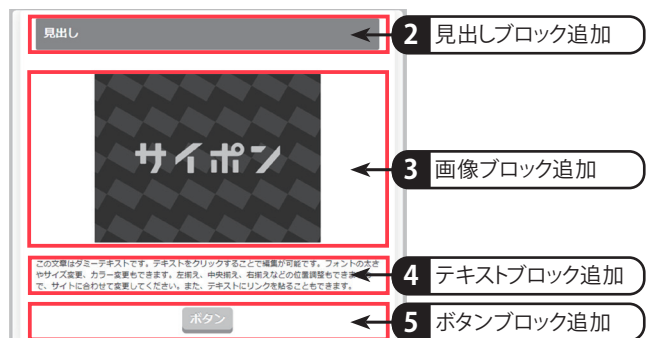 見出し
2 見出しブロック追加
サイポン
3 画像ブロック追加
この文章はダミーテキストです。テキストをクリックすることで編集が可能です。フォントの太さ
やサイズ変更、カラー変更もできます。左揃え、中央揃え、右揃えなどの位置調整もできま
で、サイトに合わせて変更してください。また、テキストにリンクを貼ることもできます。
4 テキストブロック追加
ボタン
5 ボタンブロック追加